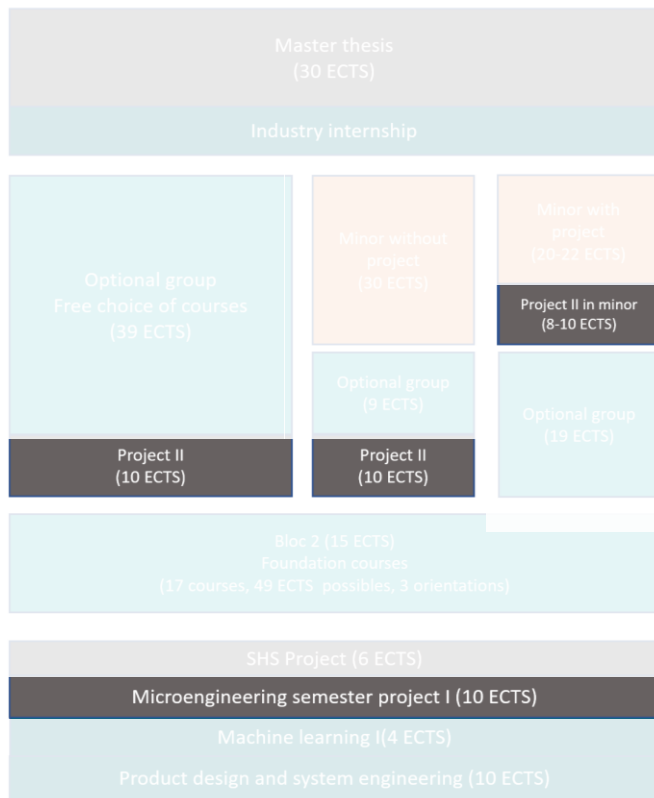 Master thesis
(30 ECTS)
Industry internship
Optional group
Free choice of courses
(39 ECTS)
Project II
(10 ECTS)
Minor without
project
(30 ECTS)
Optional group
(9 ECTS)
Project II
(10 ECTS)
Minor with
project
(20-22 ECTS)
Project II in minor
(8-10 ECTS)
Optional group
(19 ECTS)
Bloc 2 (15 ECTS)
Foundation courses
(17 courses, 49 ECTS possibles, 3 orientations)
SHS Project (6 ECTS)
Microengineering semester project I (10 ECTS)
Machine learning I(4 ECTS)
Product design and system engineering (10 ECTS)